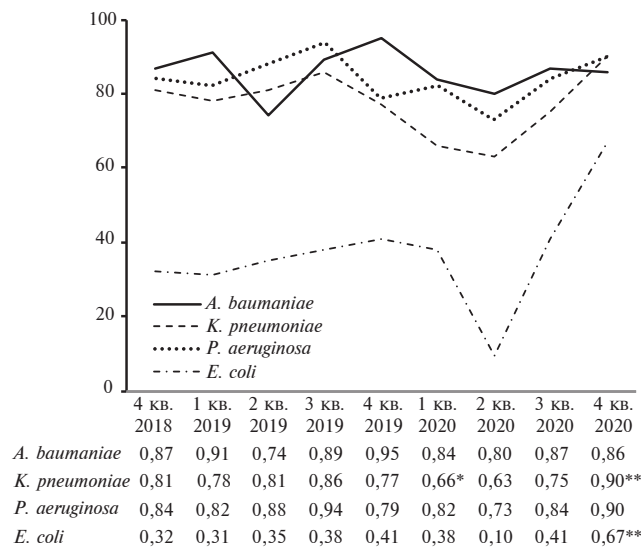 100
80
60
40
20
0
A. baumaniae
K. pneumoniae
P. aeruginosa
E. coli
4 кв. 1 кв. 2 кв. 3 кв. 4 кв. 1 кв. 2 кв. 3 кв. 4 кв.
2018 2019 2019 2019 2019 2020 2020 2020 2020
A. baumaniae 0,87 0,91 0,74 0,89 0,95 0,84 0,80 0,87 0,86
K. pneumoniae 0,81 0,78 0,81 0,86 0,77 0,66* 0,63 0,75 0,90**
P. aeruginosa 0,84 0,82 0,88 0,94 0,79 0,82 0,73 0,84 0,90
E. coli 0,32 0,31 0,35 0,38 0,41 0,38 0,10 0,41 0,67**